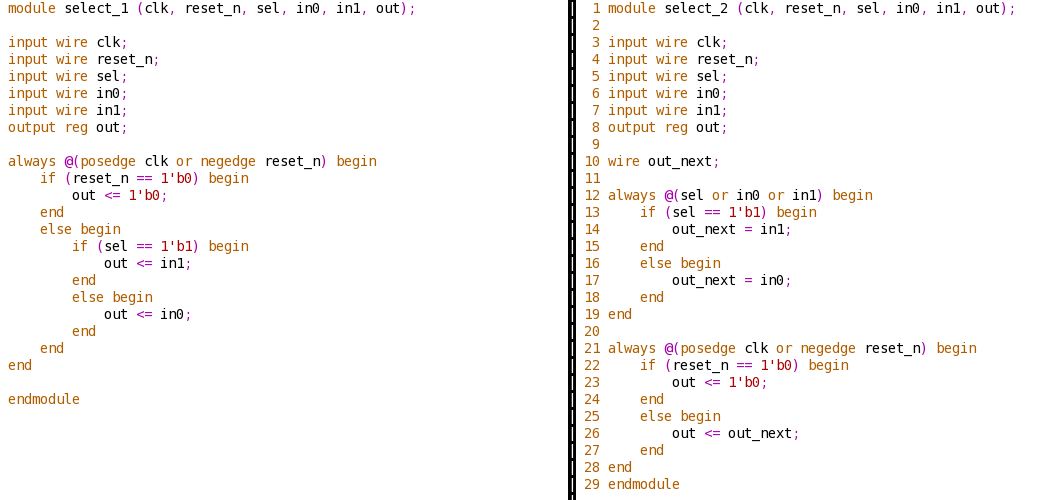 module select_1 (clk, reset_n, sel, in0, in1, out);
input wire clk;
input wire reset_n;
input wire sel;
input wire in0;
input wire in1;
output reg out;
always @(posedge clk or negedge reset_n) begin
if (reset_n == 1'b0) begin
out <= 1'b0;
end
else begin
if (sel == 1'b1) begin
out <= in1;
end
else begin
out <= in0;
end
end
end
endmodule
1 module select_2 (clk, reset_n, sel, in0, in1, out);
2
3 input wire clk;
4 input wire reset_n;
5 input wire sel;
6 input wire in0;
7 input wire in1;
8 output reg out;
9
10 wire out_next;
11
12 always @(sel or in0 or in1) begin
13 if (sel == 1'b1) begin
14 out_next = in1;
15 end
16 else begin
17 out_next = in0;
18 end
19 end
20
21 always @(posedge clk or negedge reset_n) begin
22 if (reset_n == 1'b0) begin
23 out <= 1'b0;
24 end
25 else begin
26 out <= out_next;
27 end
28 end
29 endmodule